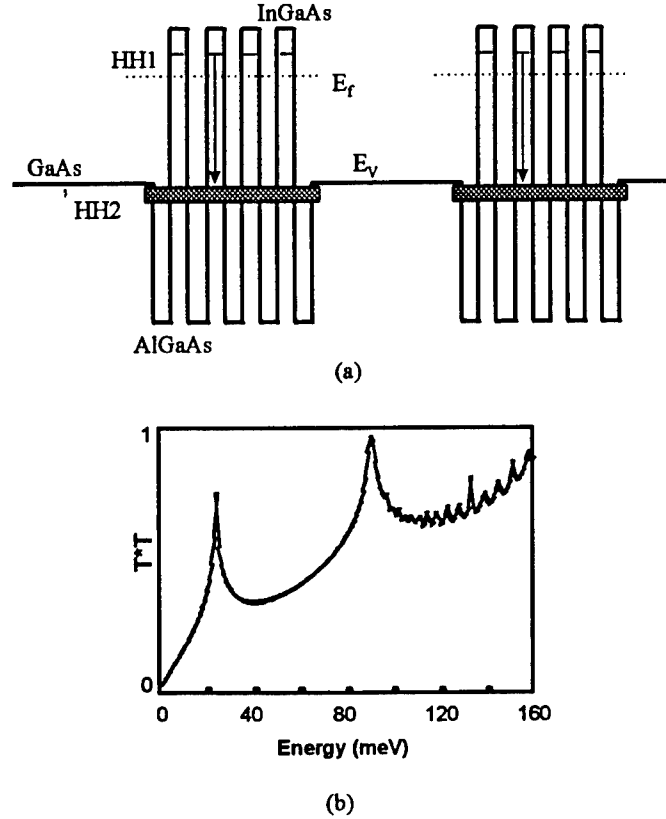 InGaAs
HH1
E_f
GaAs
E_V
HH2
AlGaAs
(a)
1
T*T
0
0 40 80 120 160
Energy (meV)
(b)